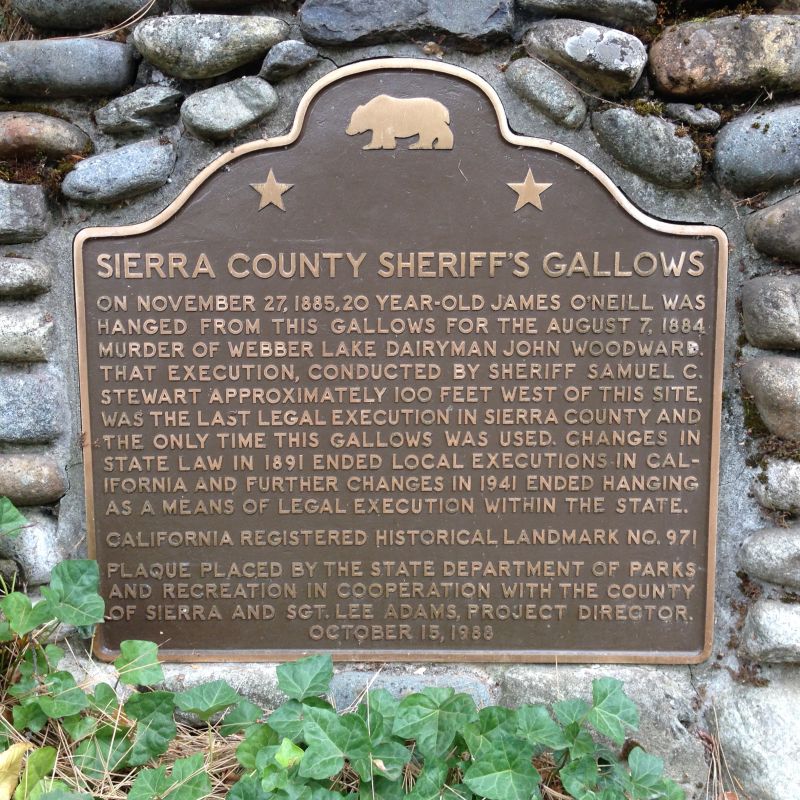 SIERRA COUNTY SHERIFF'S GALLOWS
ON NOVEMBER 27, 1885, 20 YEAR-OLD JAMES O'NEILL WAS
HANGED FROM THIS GALLOWS FOR THE AUGUST 7, 1884
MURDER OF WEBBER LAKE DAIRYMAN JOHN WOODWARD.
THAT EXECUTION, CONDUCTED BY SHERIFF SAMUEL C.
STEWART APPROXIMATELY 100 FEET WEST OF THIS SITE,
WAS THE LAST LEGAL EXECUTION IN SIERRA COUNTY AND
THE ONLY TIME THIS GALLOWS WAS USED. CHANGES IN
STATE LAW IN 1891 ENDED LOCAL EXECUTIONS IN CAL-
IFORNIA AND FURTHER CHANGES IN 1941 ENDED HANGING
AS A MEANS OF LEGAL EXECUTION WITHIN THE STATE.
CALIFORNIA REGISTERED HISTORICAL LANDMARK NO. 971
PLAQUE PLACED BY THE STATE DEPARTMENT OF PARKS
AND RECREATION IN COOPERATION WITH THE COUNTY
OF SIERRA AND SGT. LEE ADAMS, PROJECT DIRECTOR.
OCTOBER 15, 1988